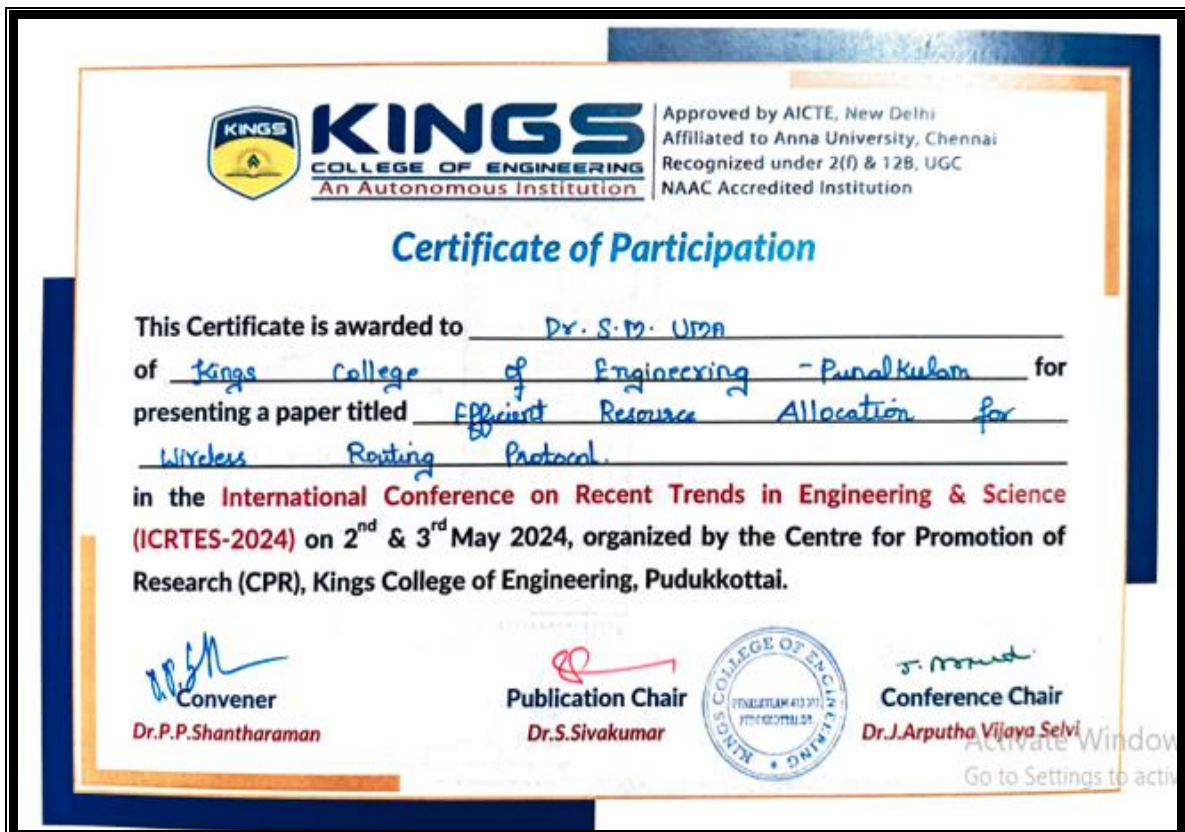 KINGS
KINGS
COLLEGE OF ENGINEERING
An Autonomous Institution
Approved by AICTE, New Delhi
Affiliated to Anna University, Chennai
Recognized under 2(f) & 12B, UGC
NAAC Accredited Institution
Certificate of Participation
This Certificate is awarded to Dr. S.M. UMA
of Kings College of Engineering - Punalkulam for
presenting a paper titled Efficient Resource Allocation for
Wireless Routing Protocol.
in the International Conference on Recent Trends in Engineering & Science
(ICRTES-2024) on 2nd & 3rd May 2024, organized by the Centre for Promotion of
Research (CPR), Kings College of Engineering, Pudukkottai.
Convener
Dr.P.P.Shantharaman
Publication Chair
Dr.S.Sivakumar
KINGS COLLEGE OF ENGINEERING
Conference Chair
Dr.J.Arputha Vijaya Selvi
Activate Window
Go to Settings to activ